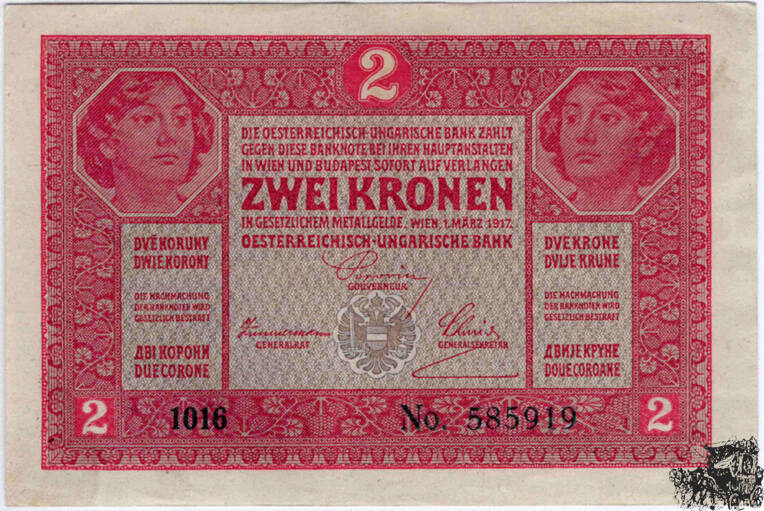 2
DIE OESTERREICHISCH-UNGARISCHE BANK ZAHLT
GEGEN DIESE BANKNOTE BEI IHREN HAUPTANSTALTEN
IN WIEN UND BUDAPEST SOFORT AUF VERLANGEN
ZWEI KRONEN
IN GESETZLICHEM METALLGELDE. WIEN, 1. MÄRZ 1917.
OESTERREICHISCH-UNGARISCHE BANK
GOUVERNEUR
GENERALRAT
GENERALSEKRETÄR
DVĚ KORUNY
DWIE KORONY
DIE NACHMACHUNG
DER BANKNOTEN WIRD
GESETZLICH BESTRAFT
ДВІ КОРОНИ
DUE CORONE
DVE KRONE
DVIJE KRUNE
DIE NACHMACHUNG
DER BANKNOTEN WIRD
GESETZLICH BESTRAFT
ДВИЈЕ КРУНЕ
DOUE COROANE
2
1016
No. 585919
2